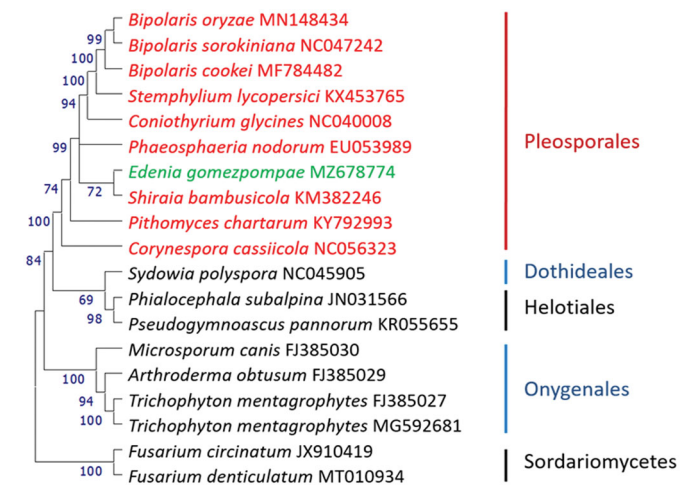 Bipolaris oryzae MN148434
Bipolaris sorokiniana NC047242
Bipolaris cookei MF784482
Stemphylium lycopersici KX453765
Coniothyrium glycines NC040008
Phaeosphaeria nodorum EU053989
Edenia gomezpompae MZ678774
Shiraia bambusicola KM382246
Pithomyces chartarum KY792993
Corynespora cassiicola NC056323
Sydowia polyspora NC045905
Phialocephala subalpina JN031566
Pseudogymnoascus pannorum KR055655
Microsporum canis FJ385030
Arthroderma obtusum FJ385029
Trichophyton mentagrophytes FJ385027
Trichophyton mentagrophytes MG592681
Fusarium circinatum JX910419
Fusarium denticulatum MT010934
99
100
100
94
99
72
74
100
84
69
98
100
94
100
100
Pleosporales
Dothideales
Helotiales
Onygenales
Sordariomycetes